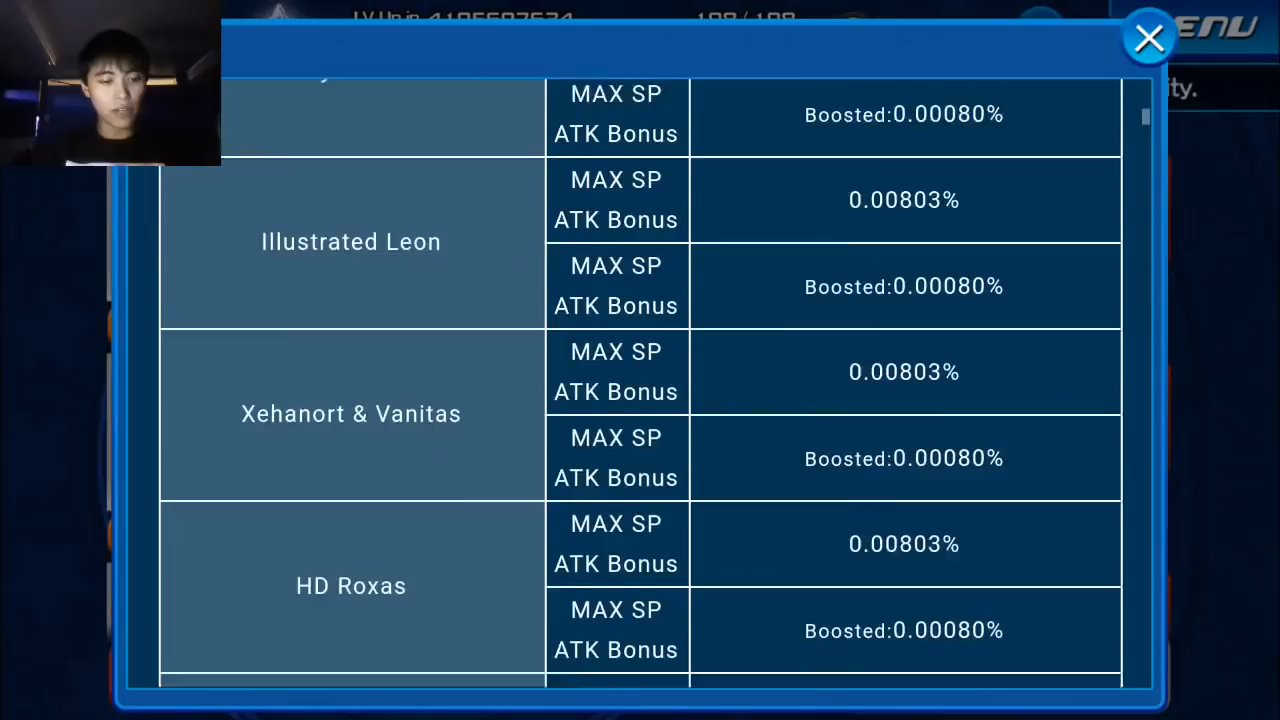 MAX SP
ATK Bonus
Boosted:0.00080%
Illustrated Leon
MAX SP
ATK Bonus
0.00803%
MAX SP
ATK Bonus
Boosted:0.00080%
Xehanort & Vanitas
MAX SP
ATK Bonus
0.00803%
MAX SP
ATK Bonus
Boosted:0.00080%
HD Roxas
MAX SP
ATK Bonus
0.00803%
MAX SP
ATK Bonus
Boosted:0.00080%